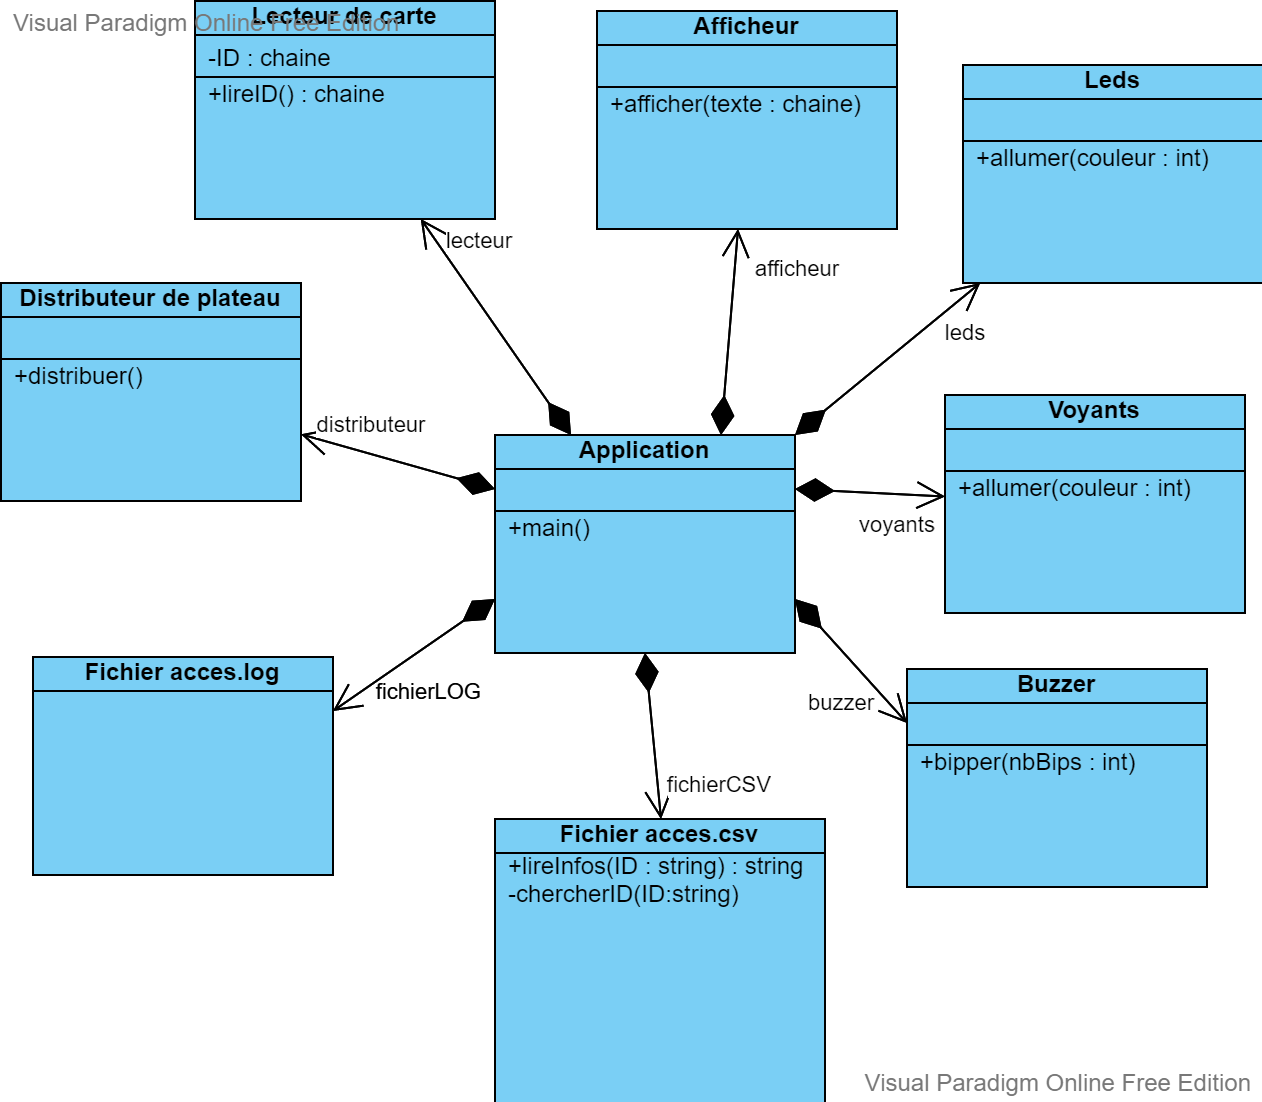 Visual Paradigm Online Free Edition
Lecteur de carte
-ID : chaine
+lireID() : chaine
Afficheur
+afficher(texte : chaine)
Leds
+allumer(couleur : int)
lecteur
afficheur
leds
Distributeur de plateau
+distribuer()
distributeur
Application
+main()
Voyants
+allumer(couleur : int)
voyants
Fichier acces.log
fichierLOG
buzzer
Buzzer
+bipper(nbBips : int)
fichierCSV
Fichier acces.csv
+lireInfos(ID : string) : string
-chercherID(ID:string)
Visual Paradigm Online Free Edition